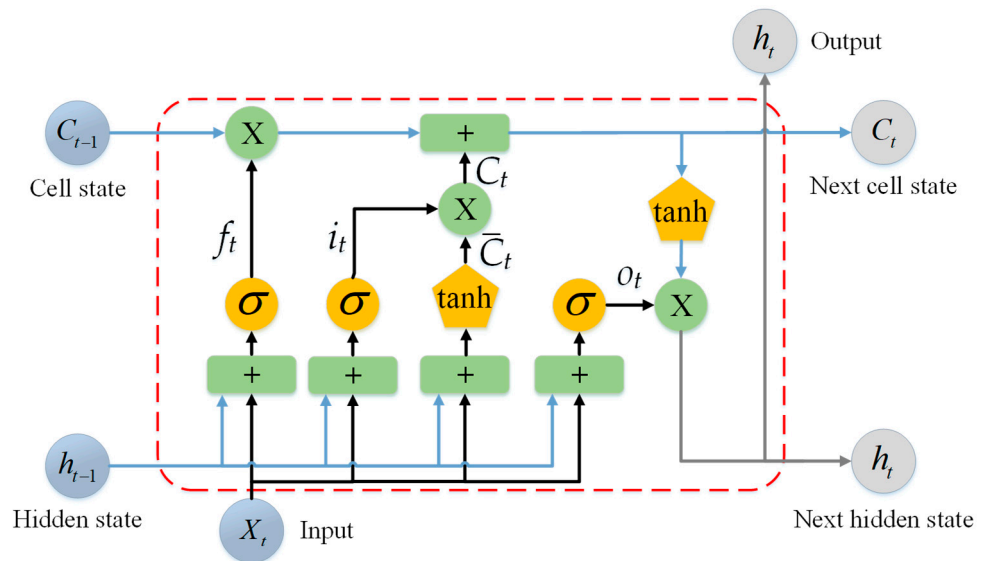 h_t Output
C_{t-1} X + C_t
Cell state C_t Next cell state
X tanh
f_t i_t C̄_t
σ σ tanh σ o_t X
+ + + +
h_{t-1} h_t
Hidden state X_t Input Next hidden state